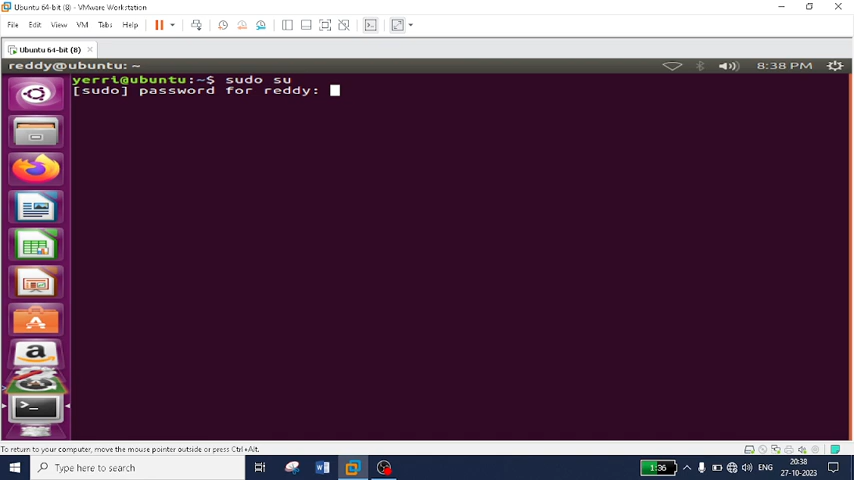 Ubuntu 64-bit (8) - VMware Workstation
File Edit View VM Tabs Help
Ubuntu 64-bit (8)
reddy@ubuntu: ~ 8:38 PM
yerri@ubuntu:~$ sudo su
[sudo] password for reddy:
To return to your computer, move the mouse pointer outside or press Ctrl+Alt.
Type here to search 1:36 ENG 20:38
27-10-2023